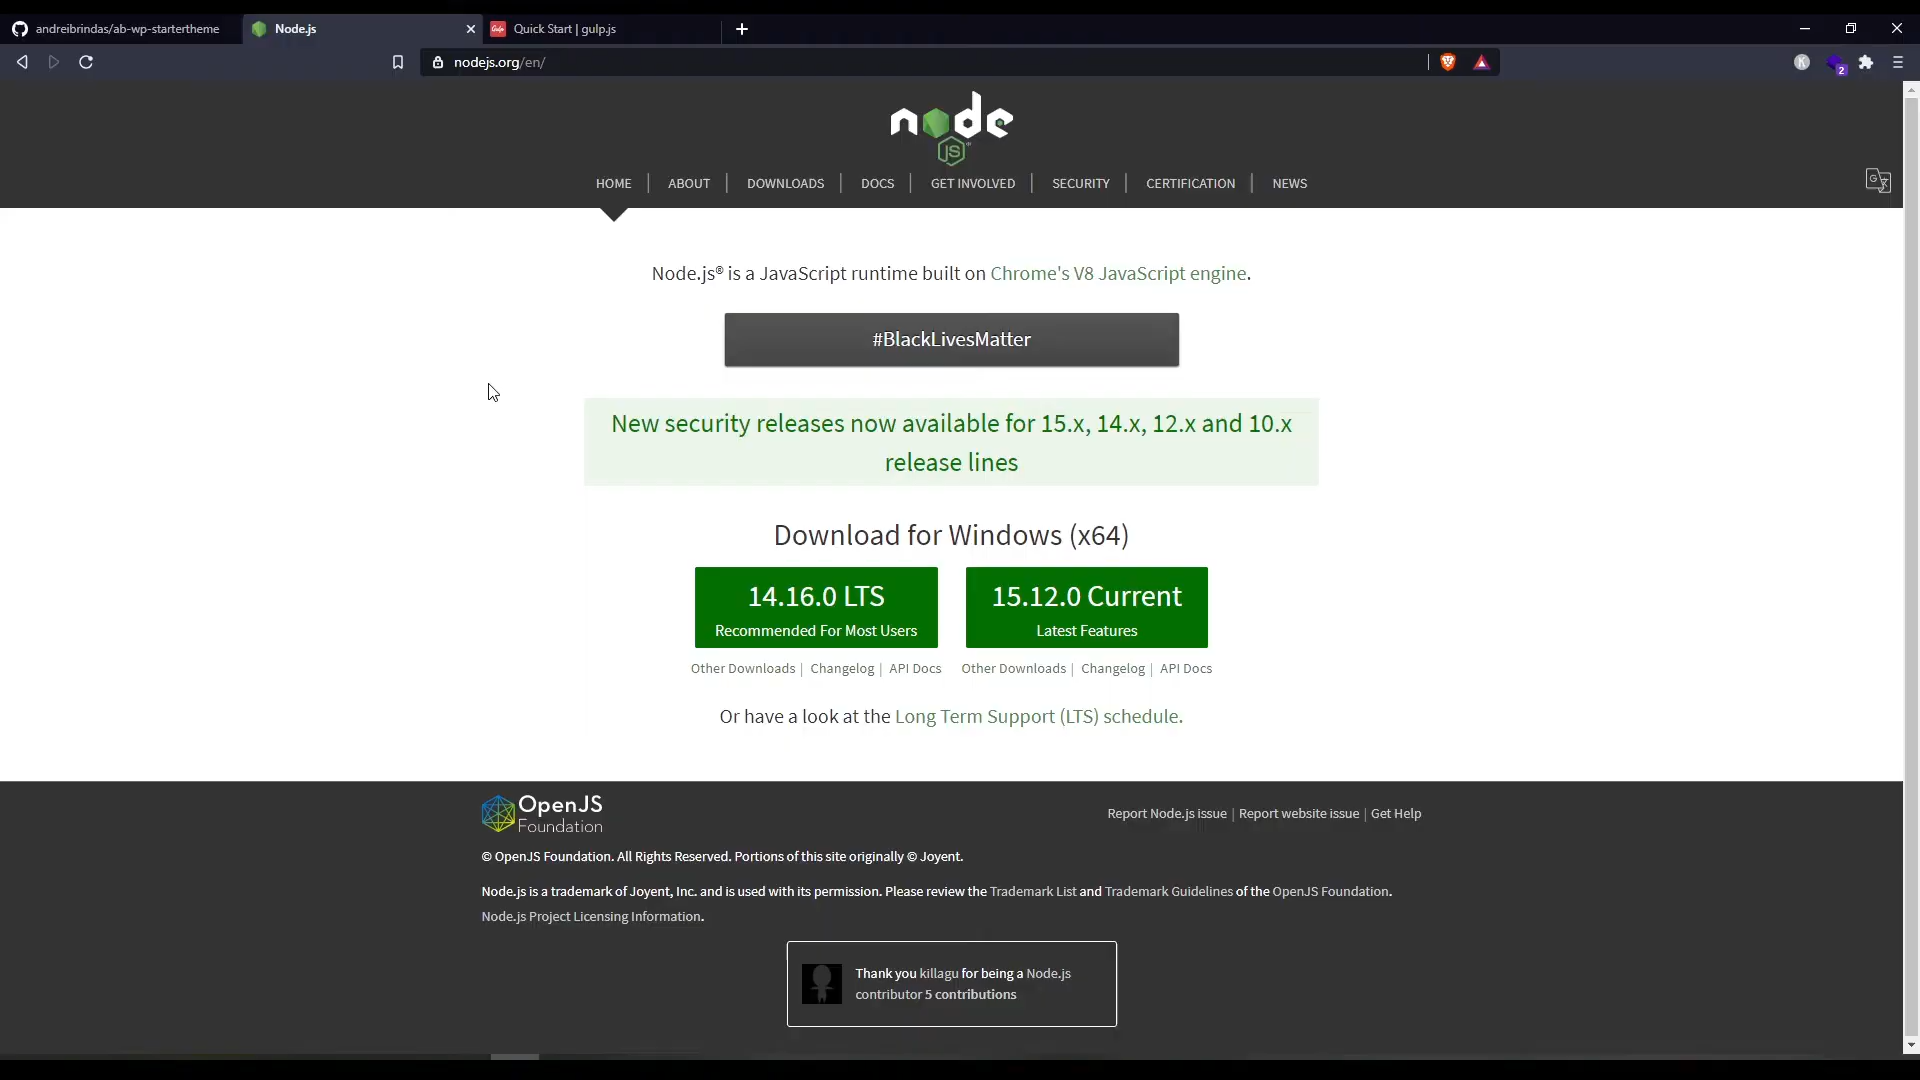 andreibrindas/ab-wp-startertheme
Node.js
Quick Start | gulp.js
nodejs.org/en/
K
2
node
JS
HOME
ABOUT
DOWNLOADS
DOCS
GET INVOLVED
SECURITY
CERTIFICATION
NEWS
Node.js® is a JavaScript runtime built on Chrome's V8 JavaScript engine.
#BlackLivesMatter
New security releases now available for 15.x, 14.x, 12.x and 10.x
release lines
Download for Windows (x64)
14.16.0 LTS
Recommended For Most Users
15.12.0 Current
Latest Features
Other Downloads | Changelog | API Docs
Other Downloads | Changelog | API Docs
Or have a look at the Long Term Support (LTS) schedule.
OpenJS
Foundation
Report Node.js issue | Report website issue | Get Help
© OpenJS Foundation. All Rights Reserved. Portions of this site originally © Joyent.
Node.js is a trademark of Joyent, Inc. and is used with its permission. Please review the Trademark List and Trademark Guidelines of the OpenJS Foundation.
Node.js Project Licensing Information.
Thank you killagu for being a Node.js
contributor 5 contributions